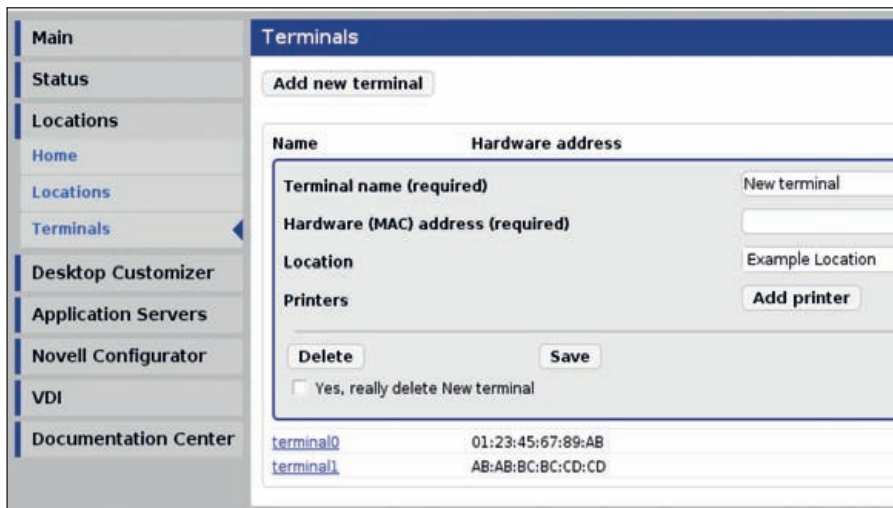 Main
Status
Locations
Home
Locations
Terminals
Desktop Customizer
Application Servers
Novell Configurator
VDI
Documentation Center
Terminals
Add new terminal
Name Hardware address
Terminal name (required) New terminal
Hardware (MAC) address (required)
Location Example Location
Printers Add printer
Delete Save
Yes, really delete New terminal
terminal0 01:23:45:67:89:AB
terminal1 AB:AB:BC:BC:CD:CD